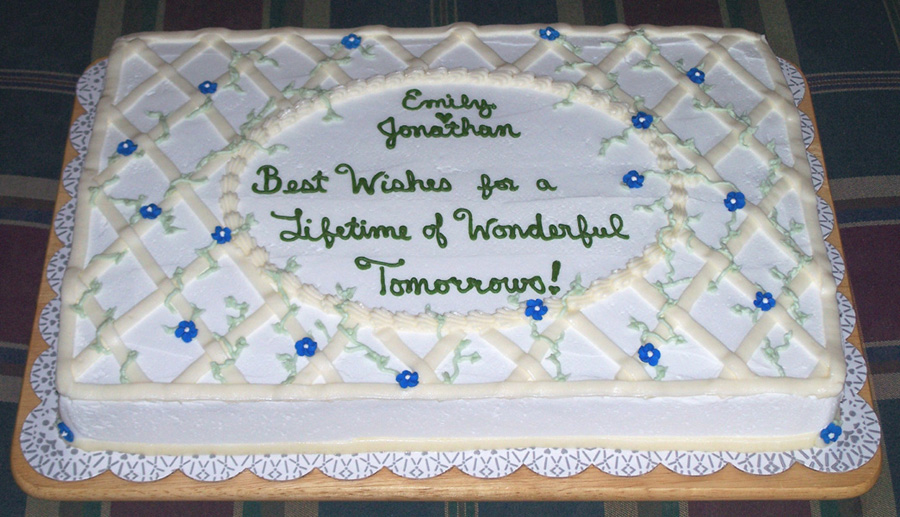 Emily
Jonathan
Best Wishes for a
Lifetime of Wonderful
Tomorrows!